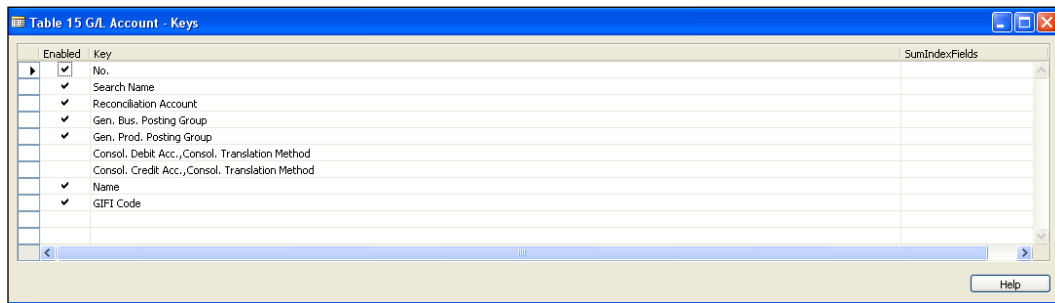 Table 15 G/L Account - Keys
Enabled Key SumIndexFields
No.
Search Name
Reconciliation Account
Gen. Bus. Posting Group
Gen. Prod. Posting Group
Consol. Debit Acc.,Consol. Translation Method
Consol. Credit Acc.,Consol. Translation Method
Name
GIFI Code
Help